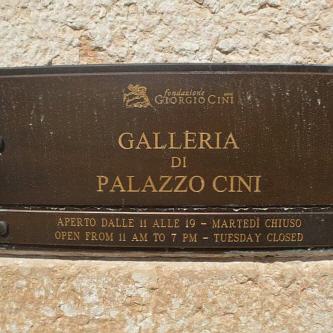 fondazione
GIORGIO CINI
GALLERIA
DI
PALAZZO CINI
APERTO DALLE 11 ALLE 19 - MARTEDÌ CHIUSO
OPEN FROM 11 AM TO 7 PM - TUESDAY CLOSED